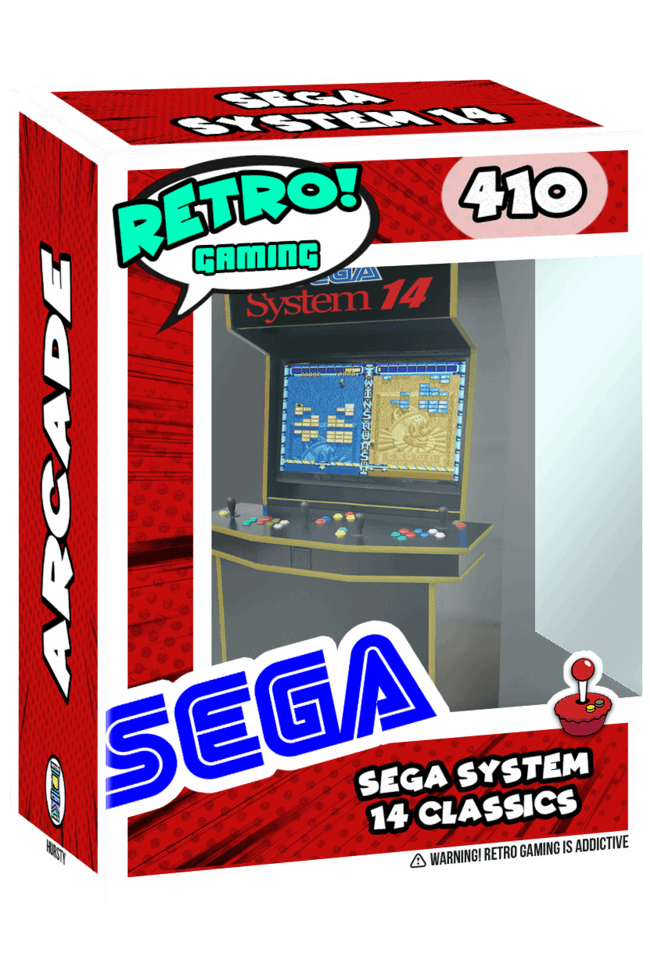 SEGA
SYSTEM 14
RETRO!
GAMING
410
ARCADE
SEGA
System 14
TWINSQUASH
SEGA
SEGA SYSTEM
14 CLASSICS
⚠ WARNING! RETRO GAMING IS ADDICTIVE
HURSTY